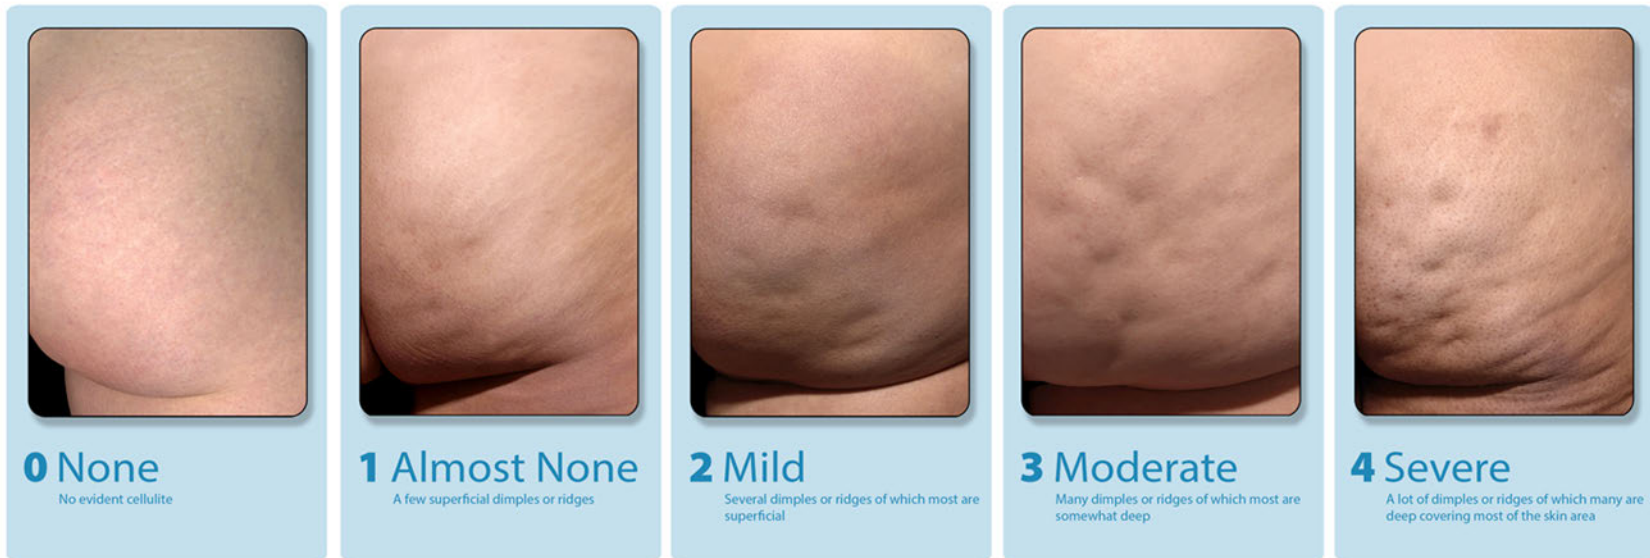 0 None
No evident cellulite
1 Almost None
A few superficial dimples or ridges
2 Mild
Several dimples or ridges of which most are
superficial
3 Moderate
Many dimples or ridges of which most are
somewhat deep
4 Severe
A lot of dimples or ridges of which many are
deep covering most of the skin area